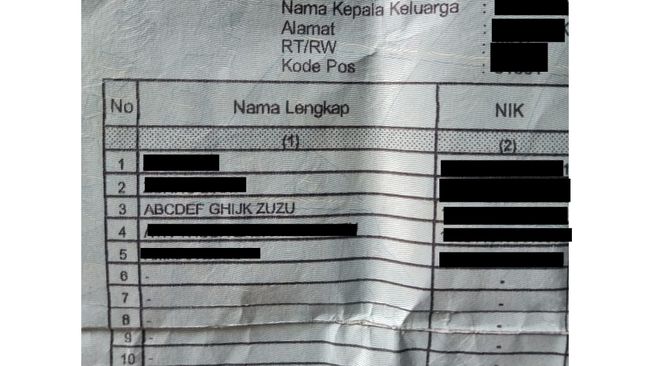 Nama Kepala Keluarga :
Alamat :
RT/RW :
Kode Pos :
No Nama Lengkap NIK
(1) (2)
1
2
3 ABCDEF GHIJK ZUZU
4
5
6 - -
7 - -
8 - -
9 - -
10 - -